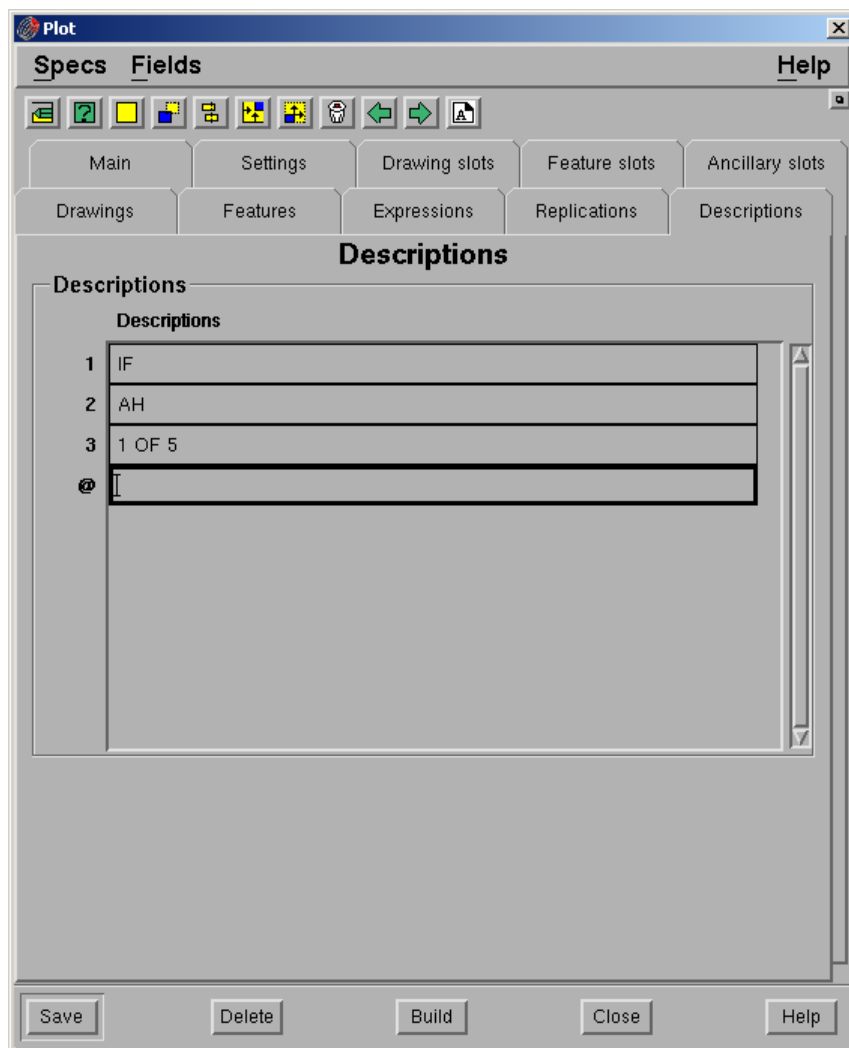 Plot
Specs Fields Help
Main Settings Drawing slots Feature slots Ancillary slots
Drawings Features Expressions Replications Descriptions
Descriptions
Descriptions
Descriptions
1 IF
2 AH
3 1 OF 5
@
Save Delete Build Close Help